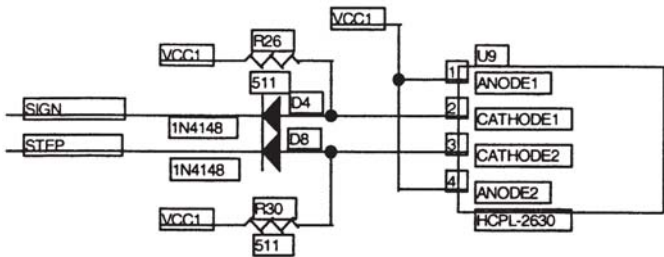 VCC1
R26
U9
VCC1
1
511
ANODE1
SIGN
D4
2
1N4148
CATHODE1
STEP
D8
3
1N4148
CATHODE2
4
ANODE2
VCC1
R30
HCPL-2630
511